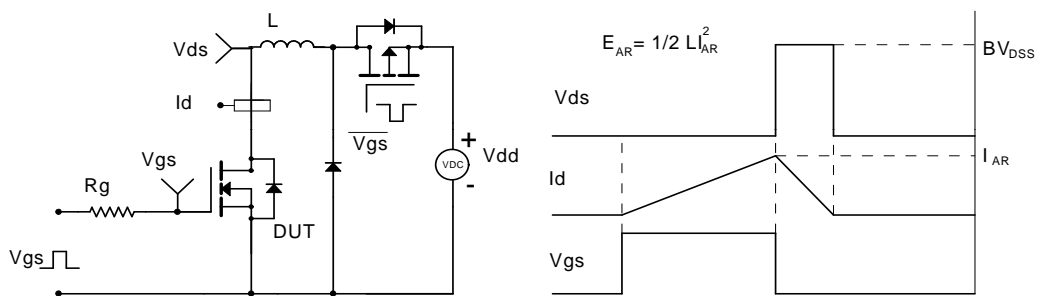 L
Vds
Id
Vgs
Vgs
+
VDC
Vdd
-
Vgs
Rg
DUT
Vgs
E_AR = 1/2 LI_AR^2
BV_DSS
Vds
I_AR
Id
Vgs